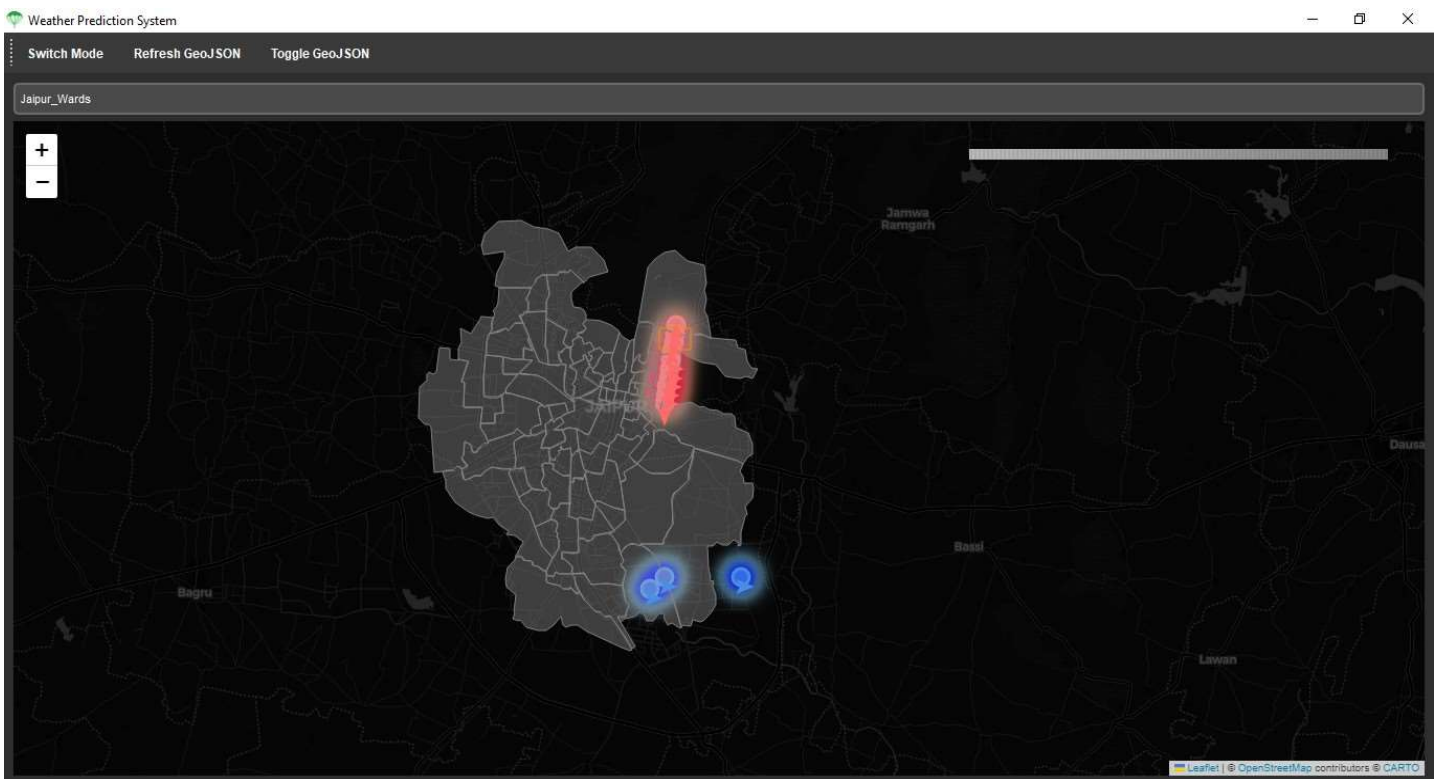 Weather Prediction System
Switch Mode Refresh GeoJSON Toggle GeoJSON
Jaipur_Wards
+
−
Jamwa
Ramgarh
JAIPUR
Dausa
Bassi
Bagru
Lawan
Leaflet | © OpenStreetMap contributors © CARTO